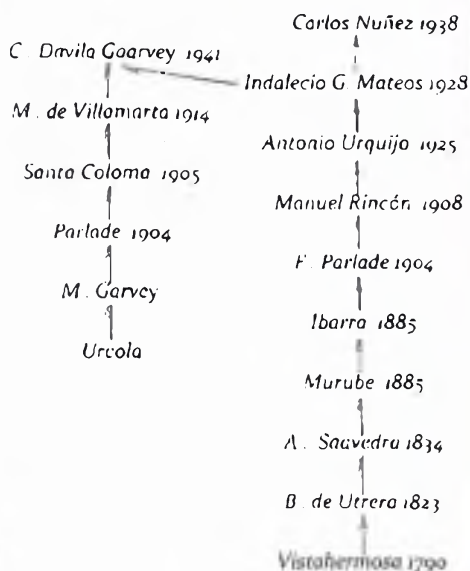 Carlos Nuñez 1938
C. Davila Gaarvey 1941
Indalecio G. Mateos 1928
M. de Villamarta 1914
Antonio Urquijo 1925
Santa Coloma 1905
Manuel Rincón 1908
Parlade 1904
F. Parlade 1904
M. Garvey
Ibarra 1885
Urcola
Murube 1885
A. Saavedra 1834
B. de Utrera 1823
Vistahermosa 1790